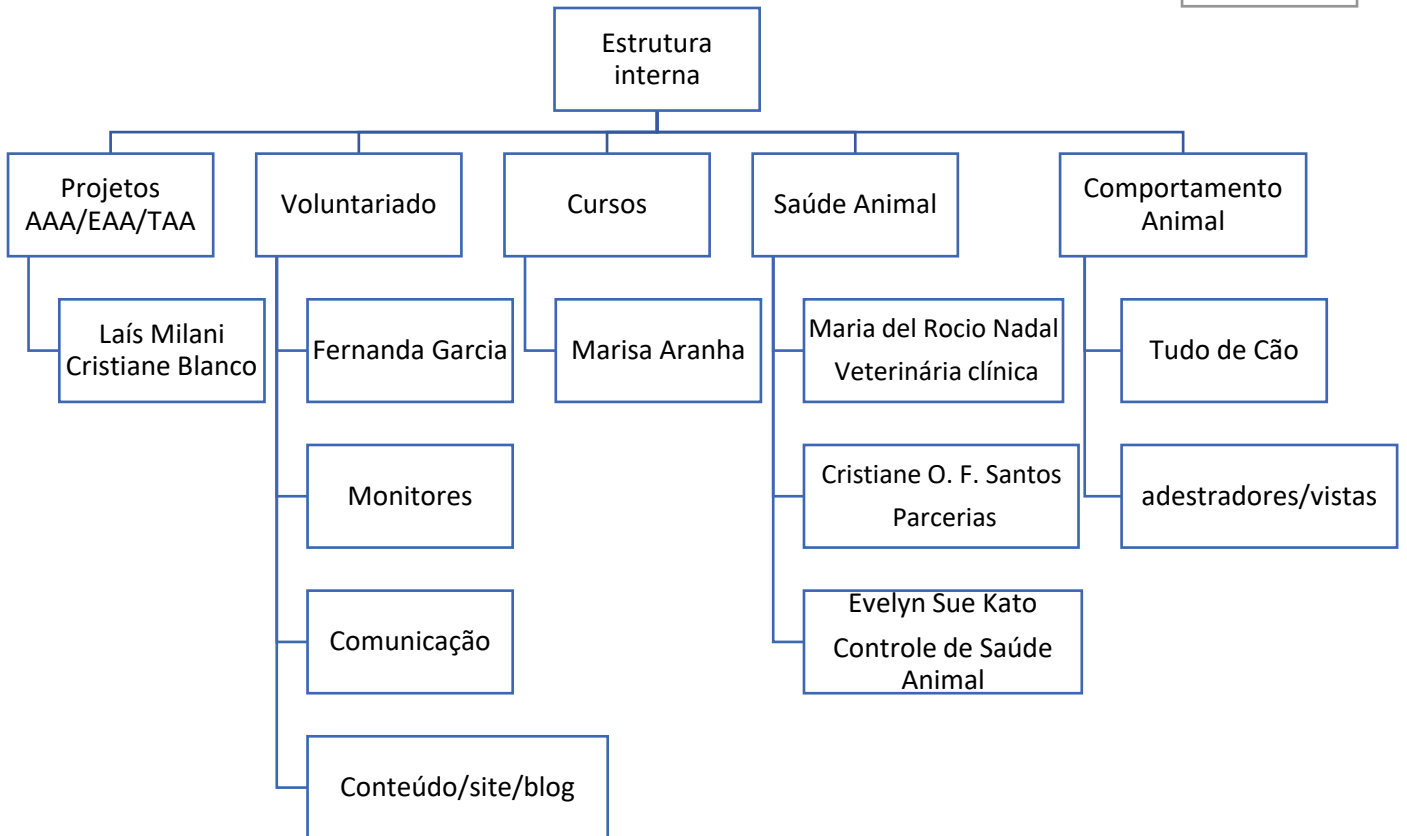 Estrutura
interna
Projetos
AAA/EAA/TAA
Voluntariado
Cursos
Saúde Animal
Comportamento
Animal
Laís Milani
Cristiane Blanco
Fernanda Garcia
Marisa Aranha
Maria del Rocio Nadal
Veterinária clínica
Tudo de Cão
Monitores
Cristiane O. F. Santos
Parcerias
adestradores/vistas
Comunicação
Evelyn Sue Kato
Controle de Saúde
Animal
Conteúdo/site/blog